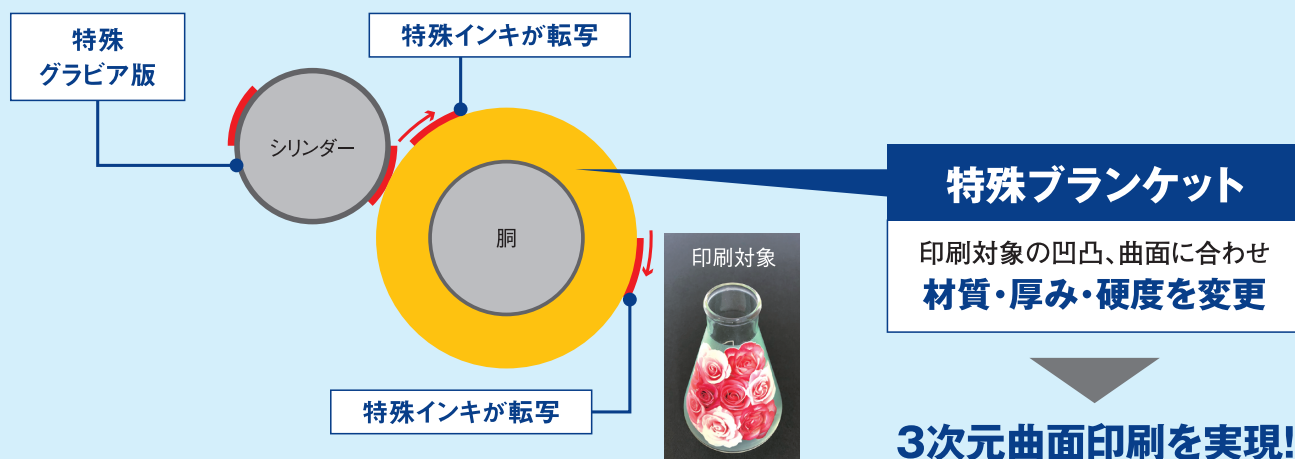 特殊
グラビア版
特殊インキが転写
シリンダー
胴
特殊インキが転写
印刷対象
特殊ブランケット
印刷対象の凹凸、曲面に合わせ
材質・厚み・硬度を変更
3次元曲面印刷を実現!